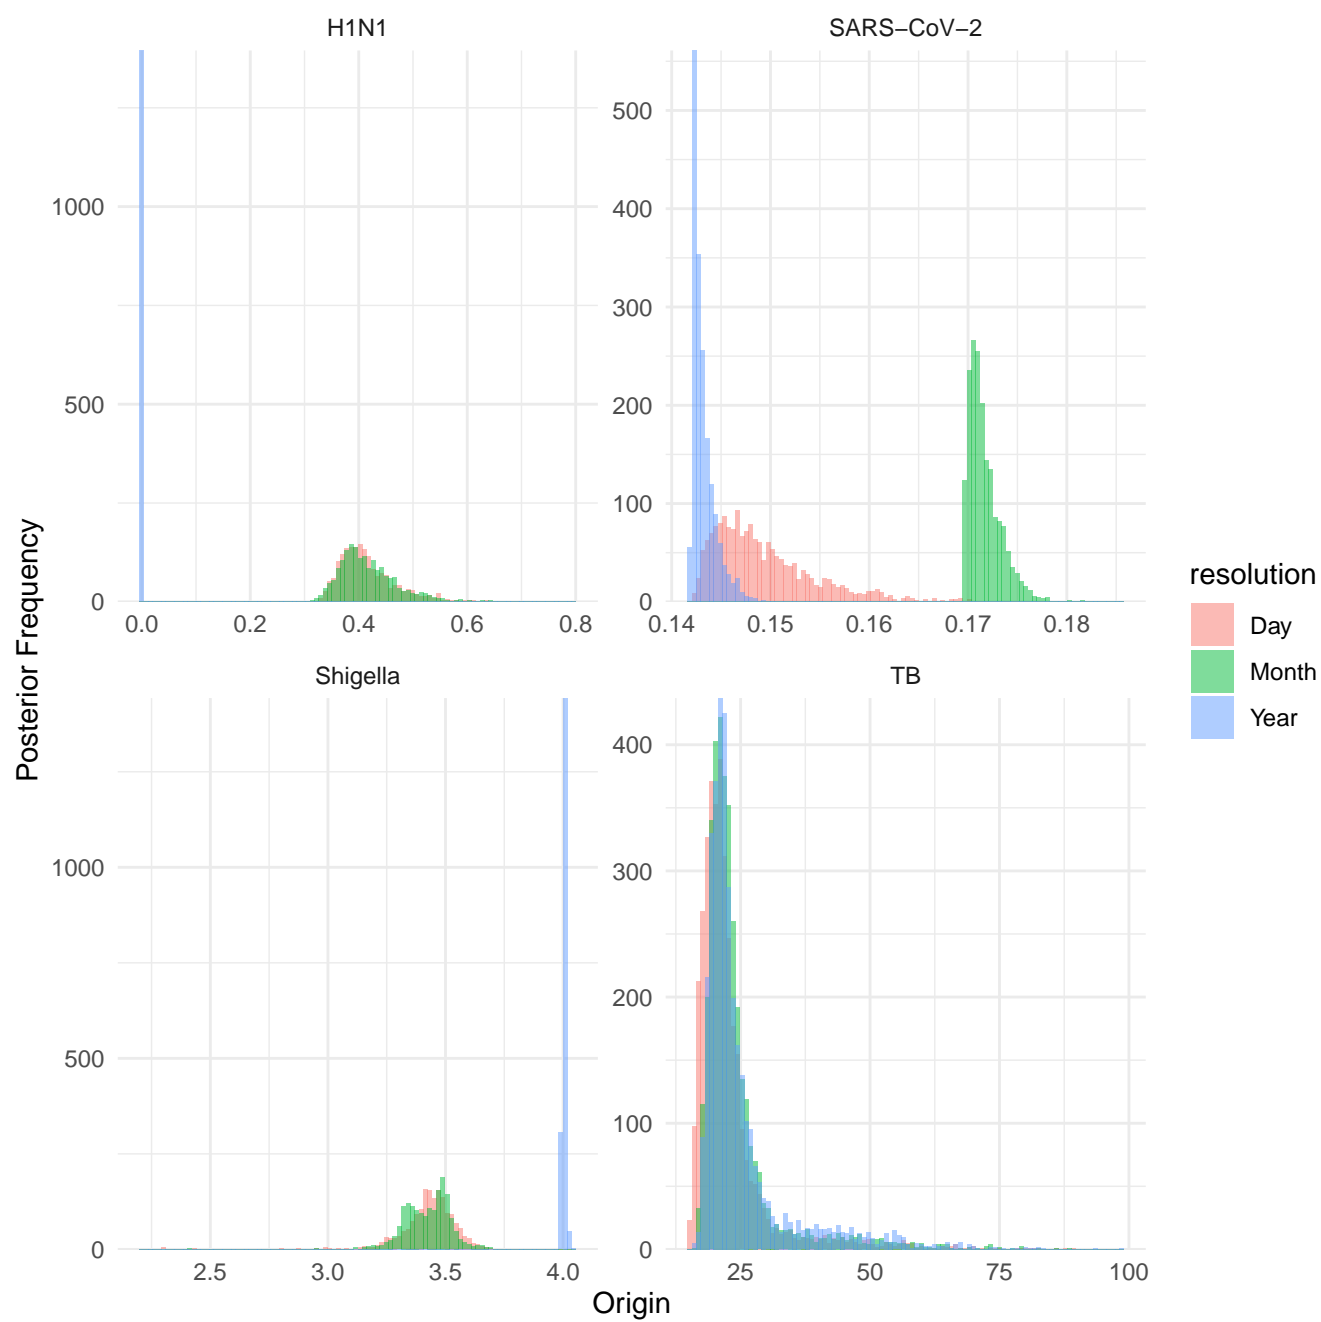 H1N1
SARS−CoV−2
1000
500
0
0.0 0.2 0.4 0.6 0.8
500
400
300
200
100
0
0.14 0.15 0.16 0.17 0.18
Shigella
TB
1000
500
0
2.5 3.0 3.5 4.0
400
300
200
100
0
25 50 75 100
Origin
Posterior Frequency
resolution
Day
Month
Year